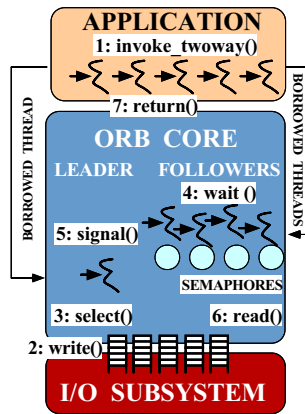 APPLICATION
1: invoke_twoway()
7: return()
BORROWED THREAD
BORROWED THREADS
ORB CORE
LEADER FOLLOWERS
4: wait ()
5: signal()
SEMAPHORES
3: select() 6: read()
2: write()
I/O SUBSYSTEM